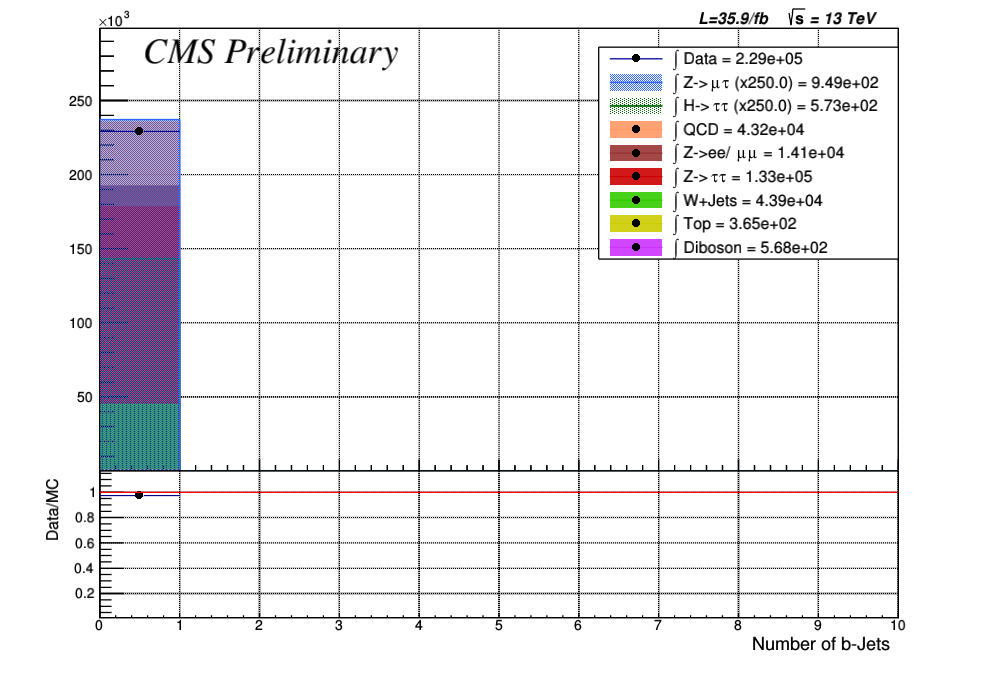 ×10³
L=35.9/fb √s = 13 TeV
CMS Preliminary
∫ Data = 2.29e+05
∫ Z-> μτ (x250.0) = 9.49e+02
∫ H-> ττ (x250.0) = 5.73e+02
∫ QCD = 4.32e+04
∫ Z->ee/ μμ = 1.41e+04
∫ Z-> ττ = 1.33e+05
∫ W+Jets = 4.39e+04
∫ Top = 3.65e+02
∫ Diboson = 5.68e+02
250
200
150
100
50
Data/MC
1
0.8
0.6
0.4
0.2
0 1 2 3 4 5 6 7 8 9 10
Number of b-Jets